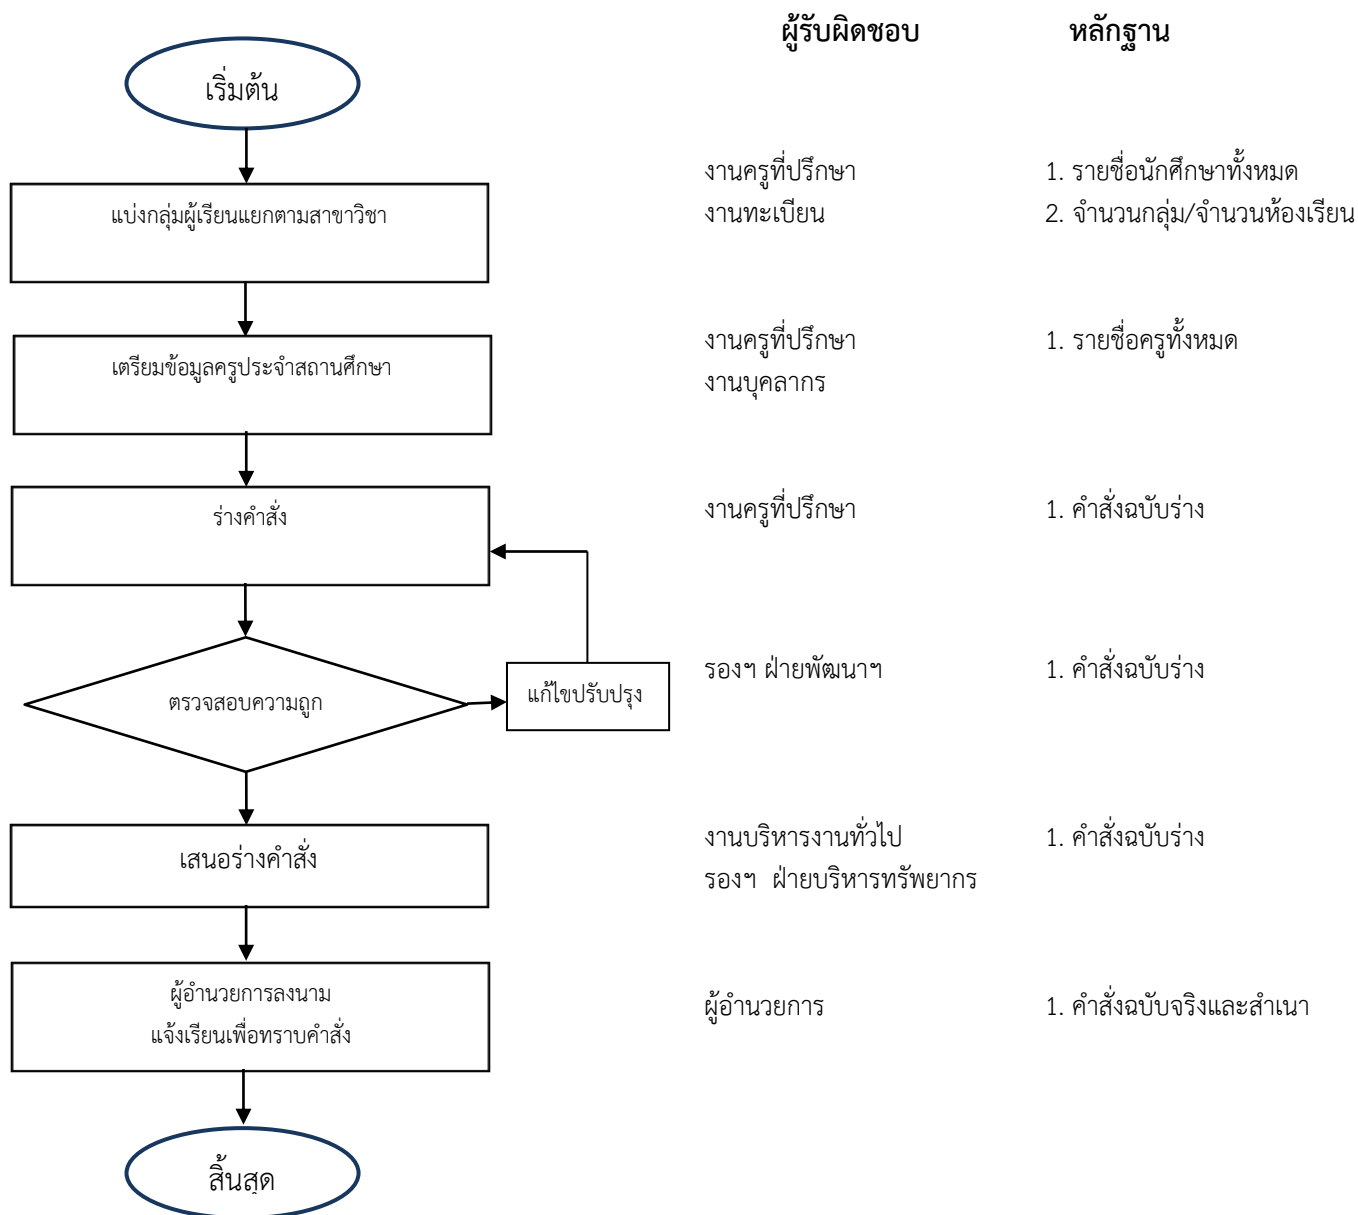 ผู้รับผิดชอบ หลักฐาน
เริ่มต้น
แบ่งกลุ่มผู้เรียนแยกตามสาขาวิชา
งานครูที่ปรึกษา
งานทะเบียน
1. รายชื่อนักศึกษาทั้งหมด
2. จำนวนกลุ่ม/จำนวนห้องเรียน
เตรียมข้อมูลครูประจำสถานศึกษา
งานครูที่ปรึกษา
งานบุคลากร
1. รายชื่อครูทั้งหมด
ร่างคำสั่ง
งานครูที่ปรึกษา
1. คำสั่งฉบับร่าง
ตรวจสอบความถูก
แก้ไขปรับปรุง
รองฯ ฝ่ายพัฒนาฯ
1. คำสั่งฉบับร่าง
เสนอร่างคำสั่ง
งานบริหารงานทั่วไป
รองฯ ฝ่ายบริหารทรัพยากร
1. คำสั่งฉบับร่าง
ผู้อำนวยการลงนาม
แจ้งเรียนเพื่อทราบคำสั่ง
ผู้อำนวยการ
1. คำสั่งฉบับจริงและสำเนา
สิ้นสุด